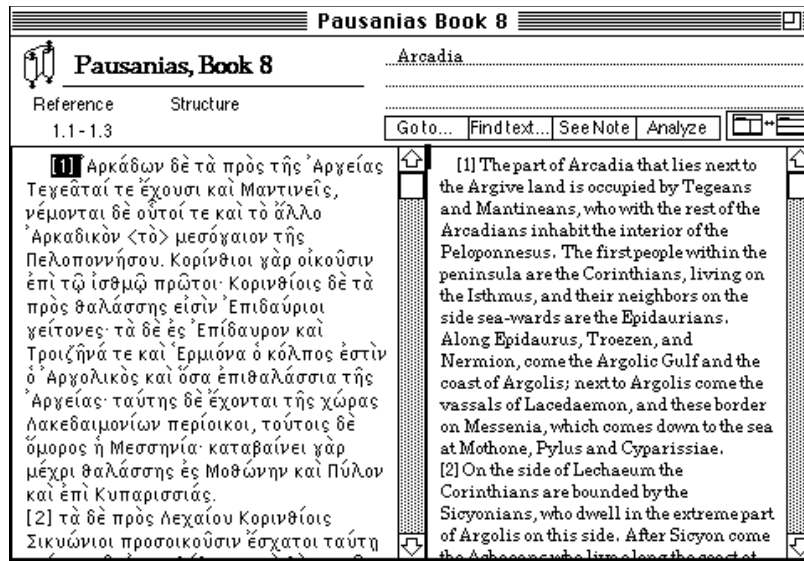 Pausanias Book 8
Pausanias, Book 8
Arcadia
Reference Structure
1.1 - 1.3
Go to... Find text... See Note Analyze
[1] Ἀρκάδων δὲ τὰ πρὸς τῆς Ἀργείας
Τεγεᾶταί τε ἔχουσι καὶ Μαντινεῖς,
νέμονται δὲ οὗτοί τε καὶ τὸ ἄλλο
Ἀρκαδικὸν <τὸ> μεσόγαιον τῆς
Πελοποννήσου. Κορίνθιοι γὰρ οἰκοῦσιν
ἐπὶ τῷ ἰσθμῷ πρῶτοι· Κορινθίοις δὲ τὰ
πρὸς θαλάσσης εἰσὶν Ἐπιδαύριοι
γείτονες· τὰ δὲ ἐς Ἐπίδαυρον καὶ
Τροιζῆνά τε καὶ Ἑρμιόνα ὁ κόλπος ἐστὶν
ὁ Ἀργολικὸς καὶ ὅσα ἐπιθαλάσσια τῆς
Ἀργείας· ταύτης δὲ ἔχονται τῆς χώρας
Λακεδαιμονίων περίοικοι, τούτοις δὲ
ὅμορος ἡ Μεσσηνία· καταβαίνει γὰρ
μέχρι θαλάσσης ἐς Μοθώνην καὶ Πύλον
καὶ ἐπὶ Κυπαρισσιάς.
[2] τὰ δὲ πρὸς Λεχαίου Κορινθίοις
Σικυώνιοι προσοικοῦσιν ἔσχατοι ταύτῃ
[1] The part of Arcadia that lies next to
the Argive land is occupied by Tegeans
and Mantineans, who with the rest of the
Arcadians inhabit the interior of the
Peloponnesus. The first people within the
peninsula are the Corinthians, living on
the Isthmus, and their neighbors on the
side sea-wards are the Epidaurians.
Along Epidaurus, Troezen, and
Nermion, come the Argolic Gulf and the
coast of Argolis; next to Argolis come the
vassals of Lacedaemon, and these border
on Messenia, which comes down to the sea
at Mothone, Pylus and Cyparissiae.
[2] On the side of Lechaeum the
Corinthians are bounded by the
Sicyonians, who dwell in the extreme part
of Argolis on this side. After Sicyon come
the Achaeans who live along the coast of